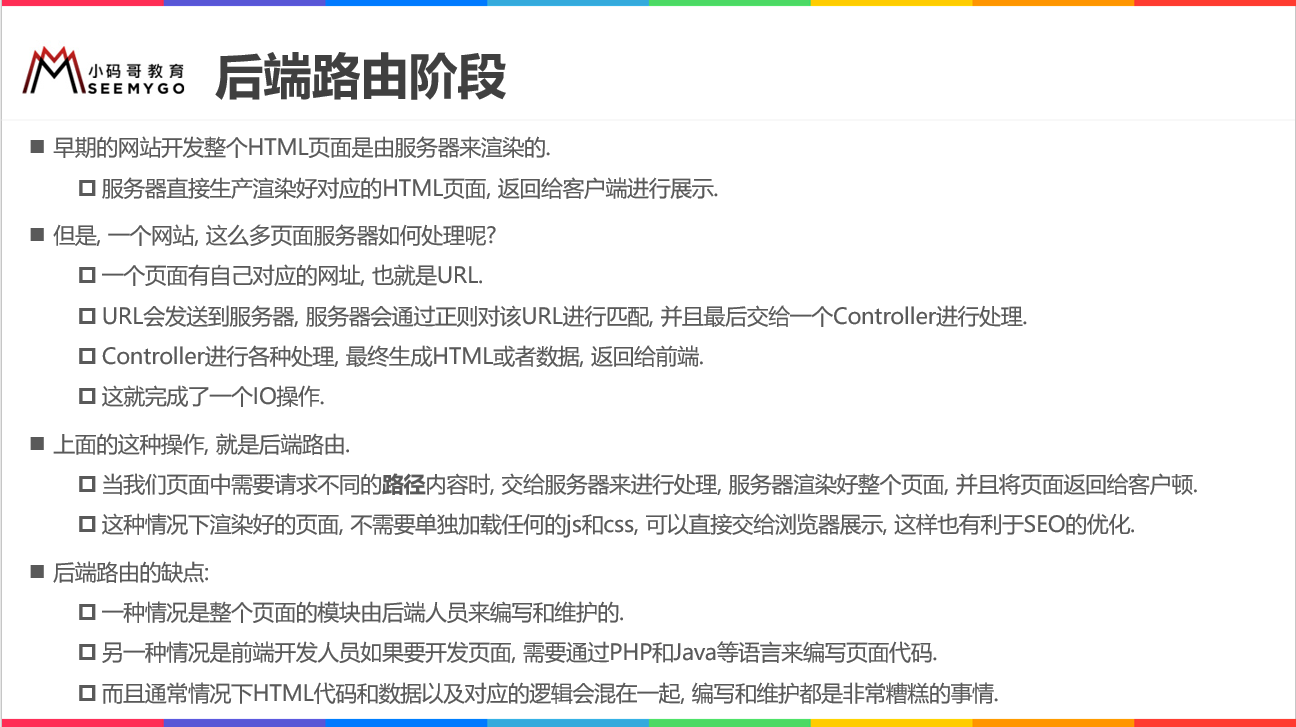 小码哥教育
SEEMYGO
后端路由阶段
早期的网站开发整个HTML页面是由服务器来渲染的.
服务器直接生产渲染好对应的HTML页面, 返回给客户端进行展示.
但是, 一个网站, 这么多页面服务器如何处理呢?
一个页面有自己对应的网址, 也就是URL.
URL会发送到服务器, 服务器会通过正则对该URL进行匹配, 并且最后交给一个Controller进行处理.
Controller进行各种处理, 最终生成HTML或者数据, 返回给前端.
这就完成了一个IO操作.
上面的这种操作, 就是后端路由.
当我们页面中需要请求不同的路径内容时, 交给服务器来进行处理, 服务器渲染好整个页面, 并且将页面返回给客户顿.
这种情况下渲染好的页面, 不需要单独加载任何的js和css, 可以直接交给浏览器展示, 这样也有利于SEO的优化.
后端路由的缺点:
一种情况是整个页面的模块由后端人员来编写和维护的.
另一种情况是前端开发人员如果要开发页面, 需要通过PHP和Java等语言来编写页面代码.
而且通常情况下HTML代码和数据以及对应的逻辑会混在一起, 编写和维护都是非常糟糕的事情.